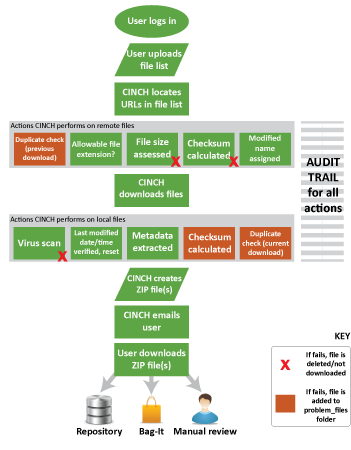 User logs in
User uploads
file list
CINCH locates
URLs in file list
Actions CINCH performs on remote files
Duplicate check
(previous
download)
Allowable file
extension?
File size
assessed
X
Checksum
calculated
X
Modified
name
assigned
CINCH
downloads files
Actions CINCH performs on local files
Virus scan
X
Last modified
date/time
verified, reset
Metadata
extracted
Checksum
calculated
Duplicate
check (current
download)
AUDIT
TRAIL
for all
actions
CINCH creates
ZIP file(s)
CINCH emails
user
User downloads
ZIP file(s)
Repository
Bag-It
Manual review
KEY
X
If fails, file is
deleted/not
downloaded
If fails, file is
added to
problem_files
folder